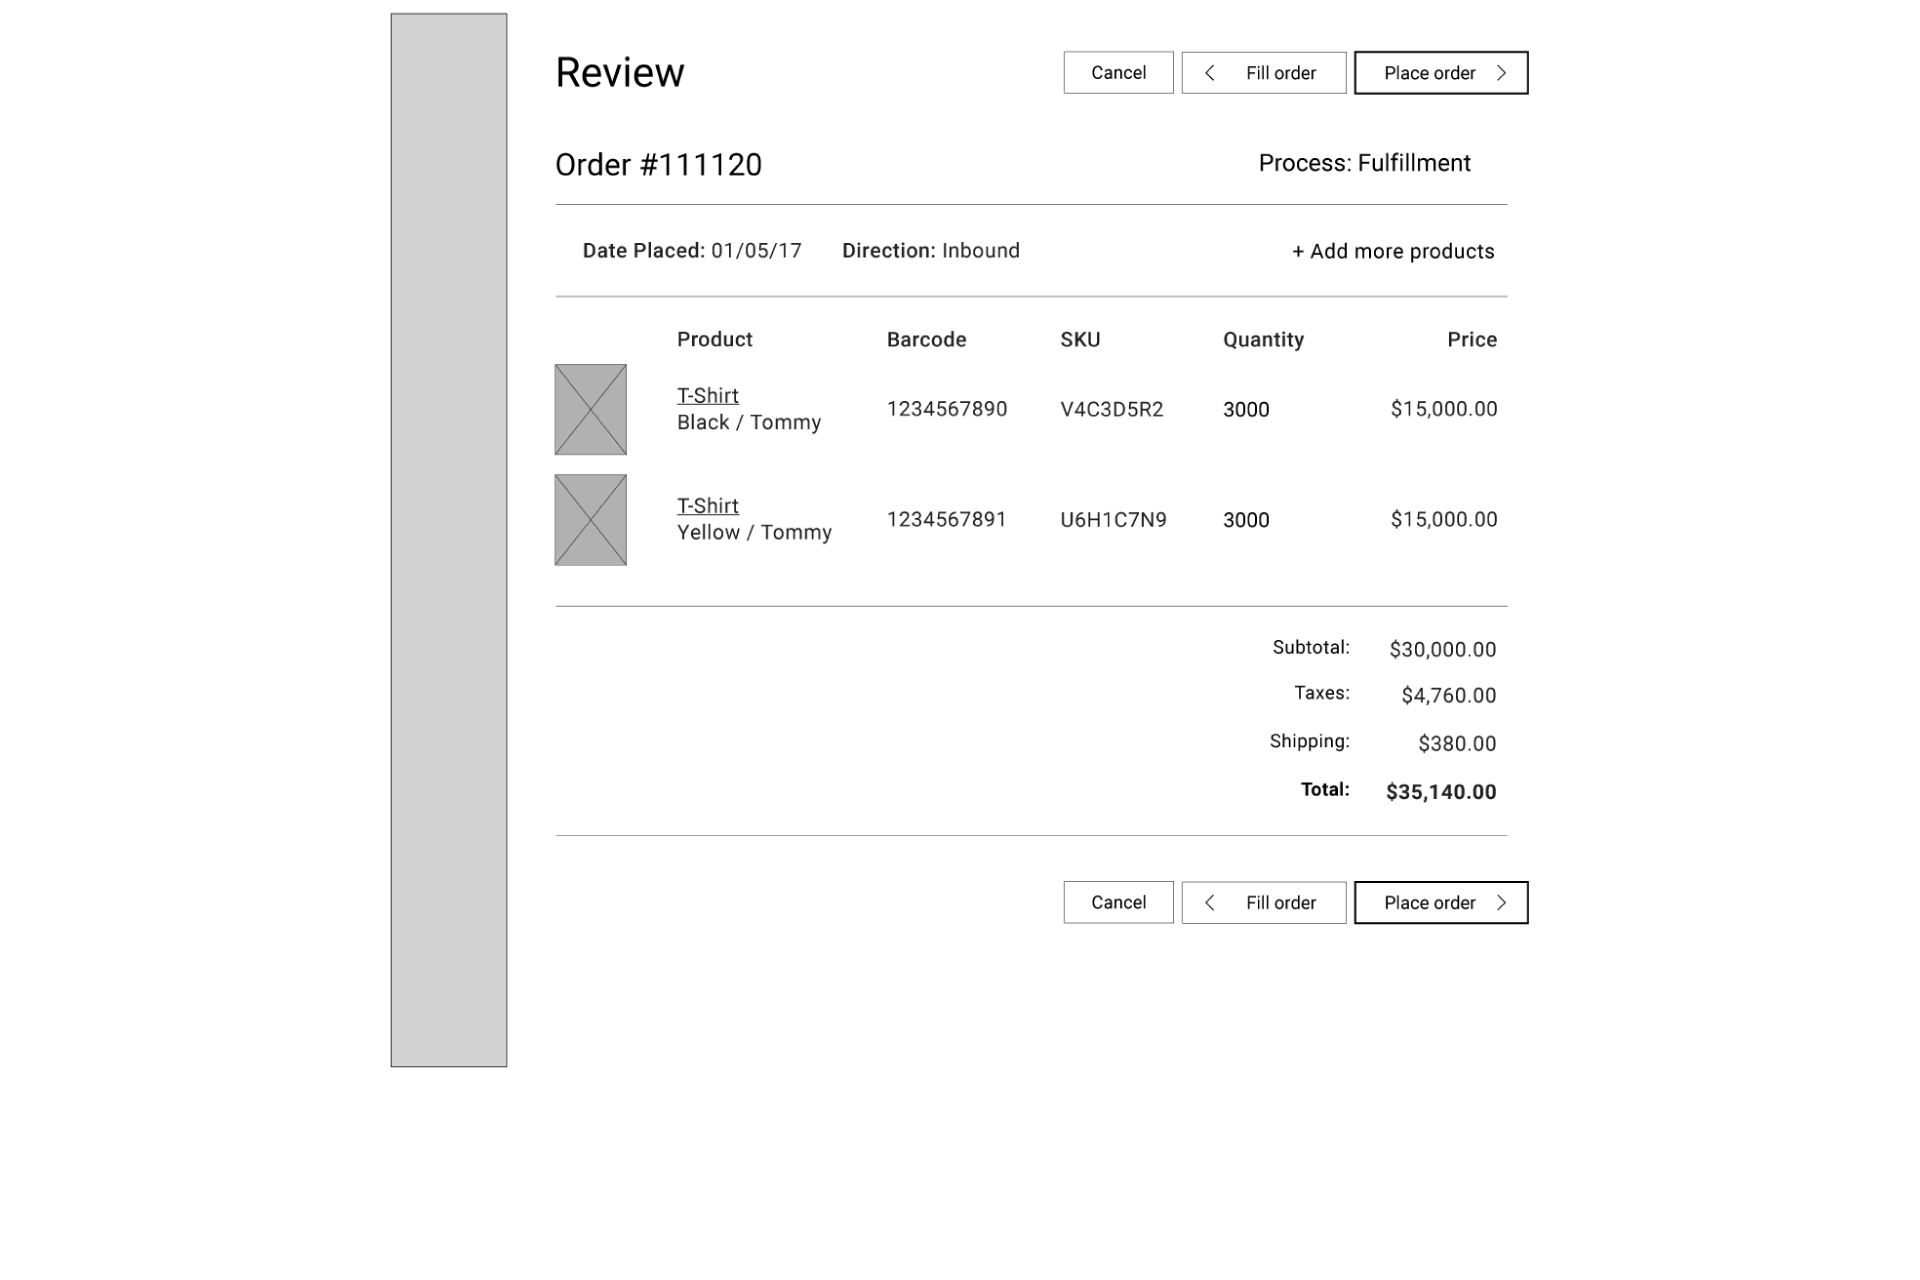 Review
Cancel
Fill order
Place order
Order #111120
Process: Fulfillment
Date Placed: 01/05/17 Direction: Inbound
+ Add more products
Product Barcode SKU Quantity Price
T-Shirt
Black / Tommy
1234567890 V4C3D5R2 3000 $15,000.00
T-Shirt
Yellow / Tommy
1234567891 U6H1C7N9 3000 $15,000.00
Subtotal: $30,000.00
Taxes: $4,760.00
Shipping: $380.00
Total: $35,140.00
Cancel
Fill order
Place order